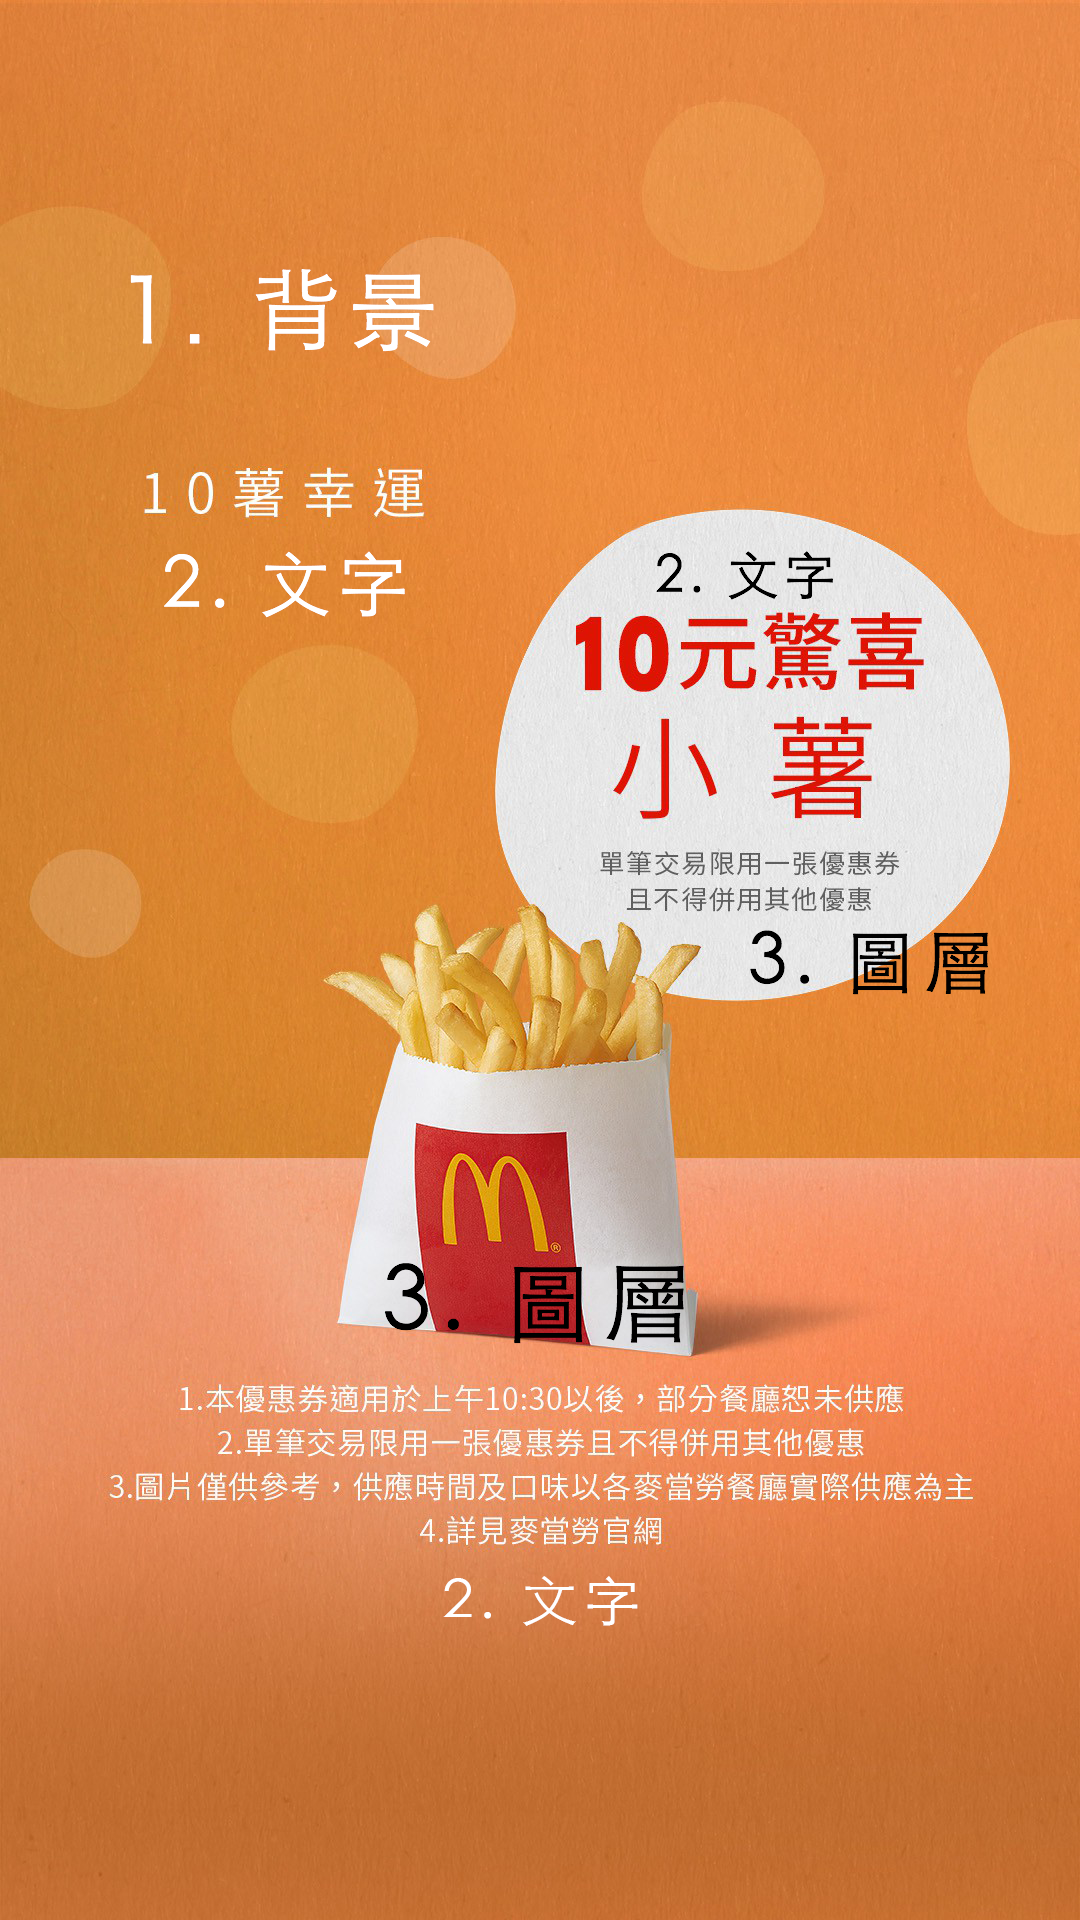 1. 背景
10薯幸運
2. 文字
2. 文字
10元驚喜
小薯
單筆交易限用一張優惠券
且不得併用其他優惠
3. 圖層
M
®
3. 圖層
1.本優惠券適用於上午10:30以後，部分餐廳恕未供應
2.單筆交易限用一張優惠券且不得併用其他優惠
3.圖片僅供參考，供應時間及口味以各麥當勞餐廳實際供應為主
4.詳見麥當勞官網
2. 文字